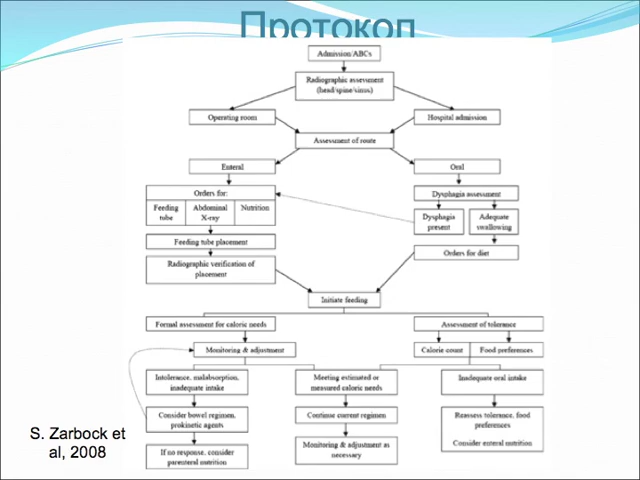 Протокол
Admission/ABCs
Radiographic assessment
(head/spine/sinus)
Operating room
Hospital admission
Assessment of route
Enteral
Oral
Orders for:
Dysphagia assessment
Feeding
tube
Abdominal
X-ray
Nutrition
Dysphagia
present
Adequate
swallowing
Feeding tube placement
Orders for diet
Radiographic verification of
placement
Initiate feeding
Formal assessment for caloric needs
Assessment of tolerance
Monitoring & adjustment
Calorie count
Food preferences
Intolerance, malabsorption,
inadequate intake
Meeting estimated or
measured caloric needs
Inadequate oral intake
Consider bowel regimen,
prokinetic agents
Continue current regimen
Reassess tolerance, food
preferences
Consider enteral nutrition
If no response, consider
parenteral nutrition
Monitoring & adjustment as
necessary
S. Zarbock et
al, 2008